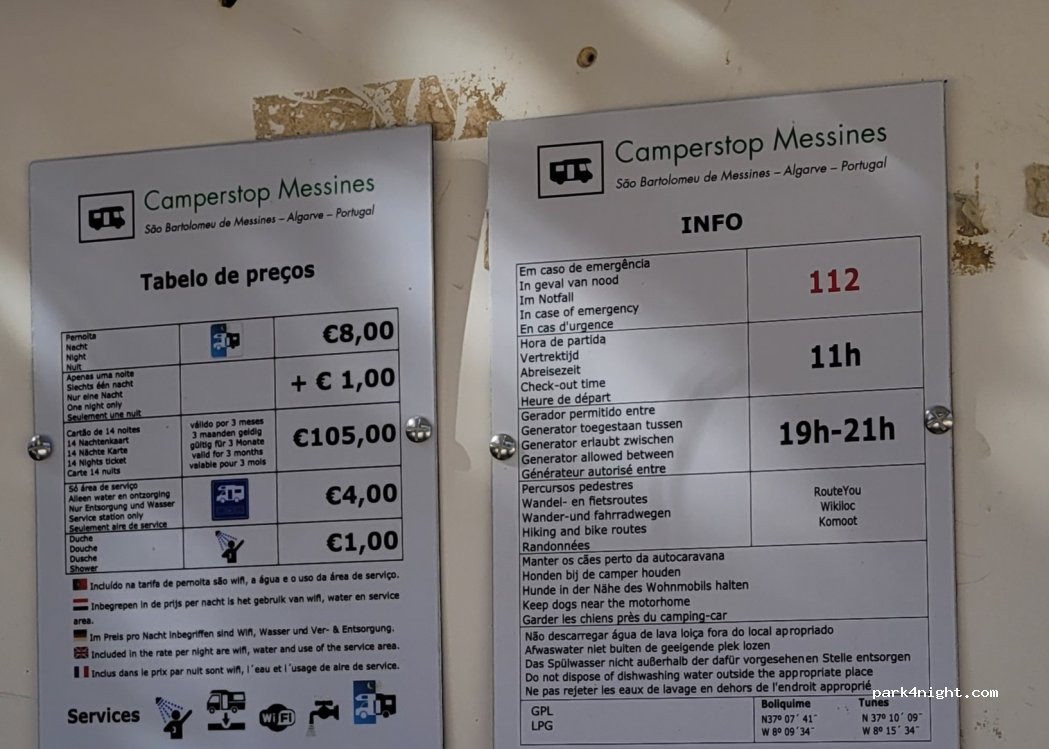 Camperstop Messines
São Bartolomeu de Messines – Algarve – Portugal
Tabelo de preços
Pernoita
Nacht
Night
Nuit
€8,00
Apenas uma noite
Slechts één nacht
Nur eine Nacht
One night only
Seulement une nuit
+ € 1,00
Cartão de 14 noites
14 Nachtenkaart
14 Nächte Karte
14 Nights ticket
Carte 14 nuits
válido por 3 meses
3 maanden geldig
gültig für 3 Monate
valid for 3 months
valable pour 3 mois
€105,00
Só área de serviço
Alleen water en ontzorging
Nur Entsorgung und Wasser
Service station only
Seulement aire de service
€4,00
Duche
Douche
Dusche
Shower
€1,00
Incluído na tarifa de pernoita são wifi, a água e o uso da área de serviço.
Inbegrepen in de prijs per nacht is het gebruik van wifi, water en service
area.
Im Preis pro Nacht inbegriffen sind Wifi, Wasser und Ver- & Entsorgung.
Included in the rate per night are wifi, water and use of the service area.
Inclus dans le prix par nuit sont wifi, l´eau et l´usage de aire de service.
Services
WiFi
Camperstop Messines
São Bartolomeu de Messines – Algarve – Portugal
INFO
Em caso de emergência
In geval van nood
Im Notfall
In case of emergency
En cas d'urgence
112
Hora de partida
Vertrektijd
Abreisezeit
Check-out time
Heure de départ
11h
Gerador permitido entre
Generator toegestaan tussen
Generator erlaubt zwischen
Generator allowed between
Générateur autorisé entre
19h-21h
Percursos pedestres
Wandel- en fietsroutes
Wander-und fahrradwegen
Hiking and bike routes
Randonnées
RouteYou
Wikiloc
Komoot
Manter os cães perto da autocaravana
Honden bij de camper houden
Hunde in der Nähe des Wohnmobils halten
Keep dogs near the motorhome
Garder les chiens près du camping-car
Não descarregar água de lava loiça fora do local apropriado
Afwaswater niet buiten de geeigende plek lozen
Das Spülwasser nicht außerhalb der dafür vorgesehenen Stelle entsorgen
Do not dispose of dishwashing water outside the appropriate place
Ne pas rejeter les eaux de lavage en dehors de l'endroit approprié
GPL
LPG
Boliquime
N37º 07´ 41¨
W 8º 09´34¨
Tunes
N 37º 10´ 09¨
W 8º 15´ 34¨
park4night.com